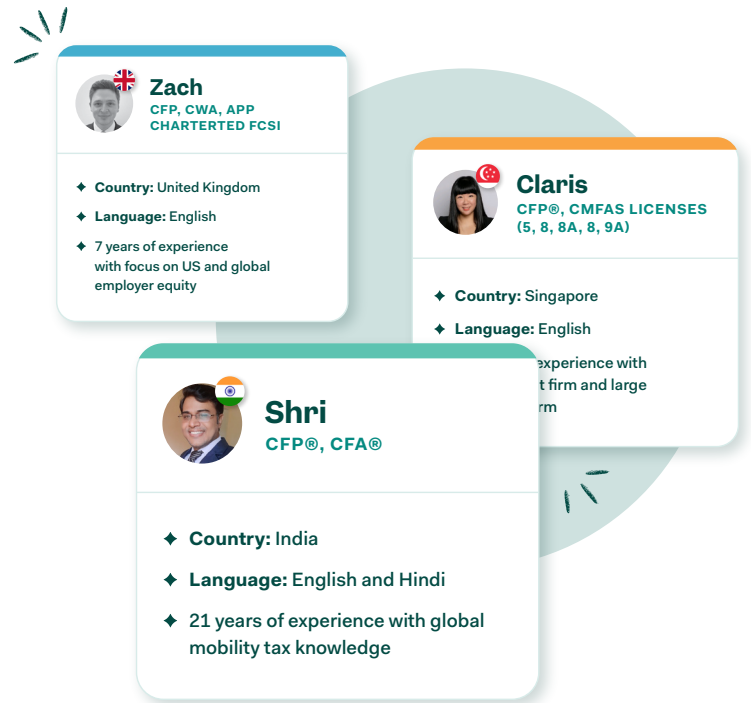 Zach
CFP, CWA, APP
CHARTERTED FCSI
Country: United Kingdom
Language: English
7 years of experience
with focus on US and global
employer equity
Claris
CFP®, CMFAS LICENSES
(5, 8, 8A, 8, 9A)
Country: Singapore
Language: English
experience with
firm and large
Shri
CFP®, CFA®
Country: India
Language: English and Hindi
21 years of experience with global
mobility tax knowledge